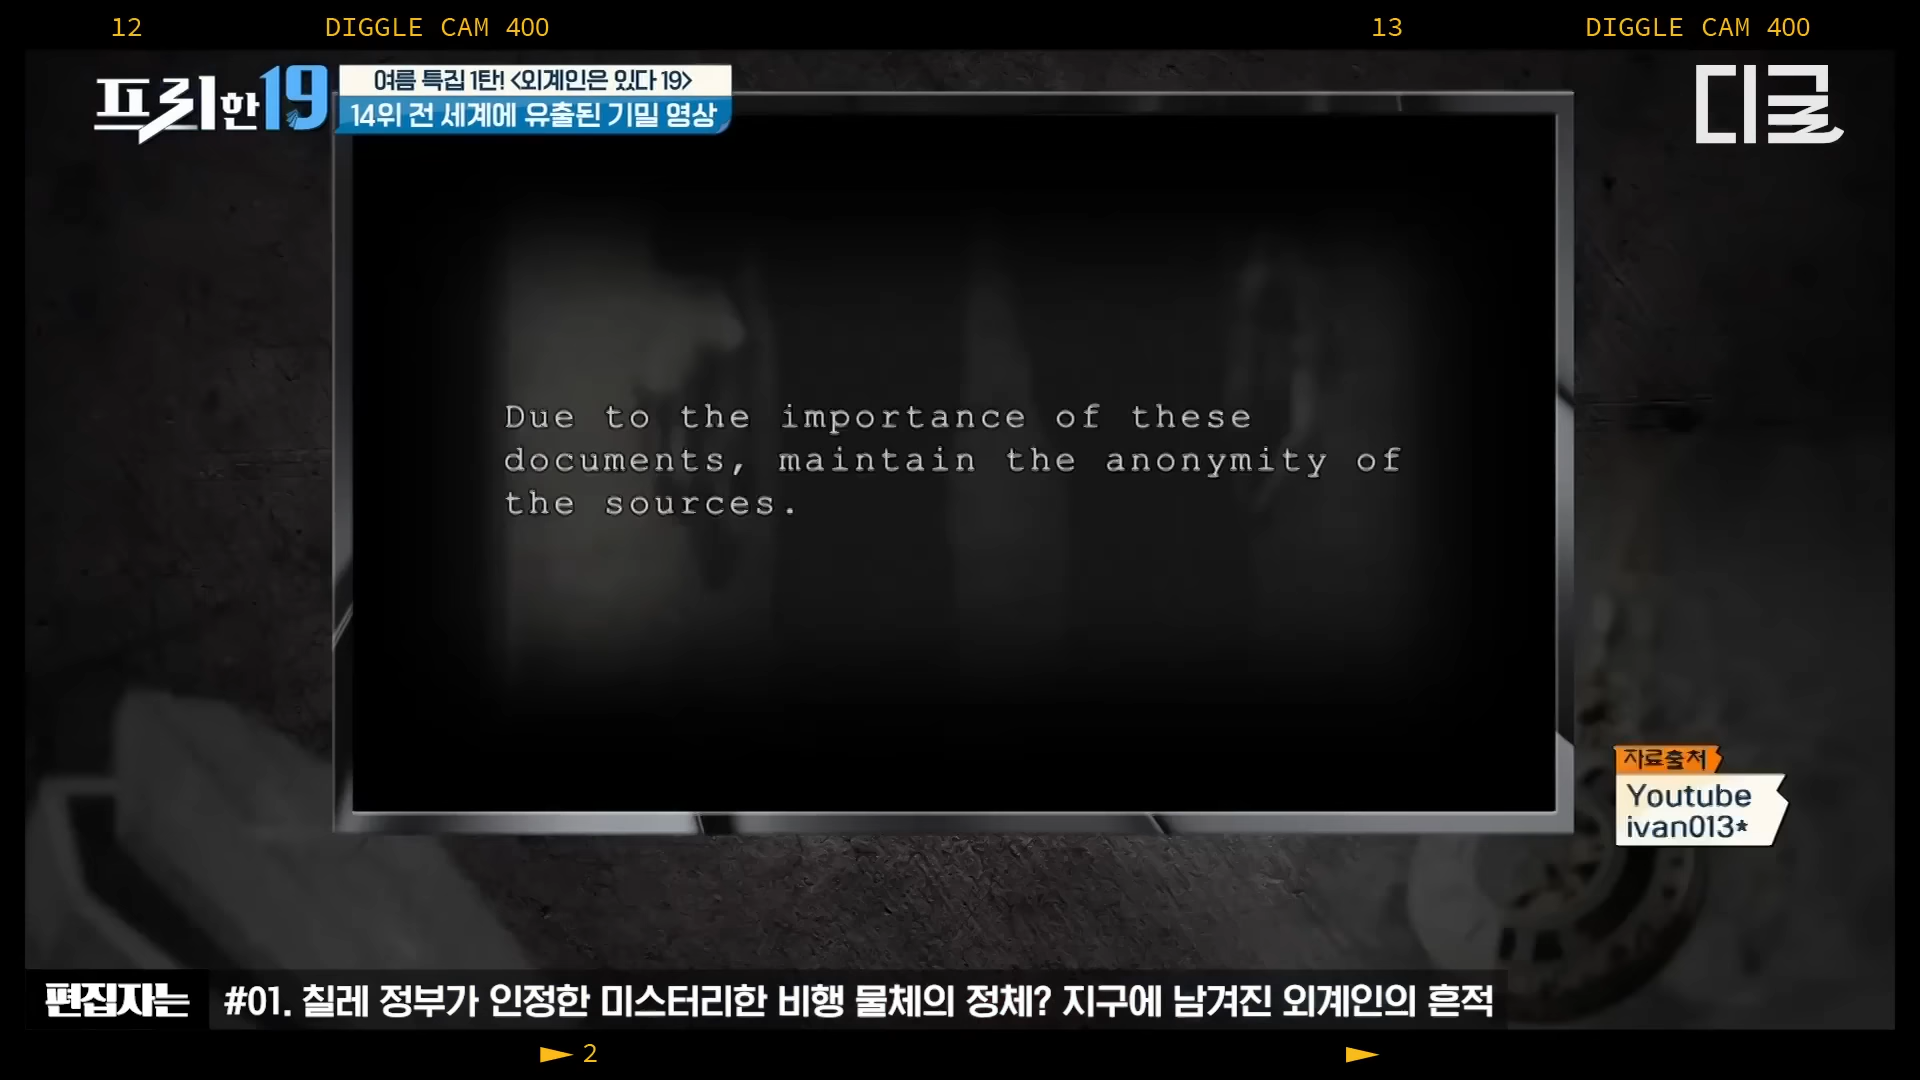 12 DIGGLE CAM 400 13 DIGGLE CAM 400
프리한19
여름 특집 1탄! <외계인은 있다 19>
14위 전 세계에 유출된 기밀 영상
디글
Due to the importance of these
documents, maintain the anonymity of
the sources.
자료출처
Youtube
ivan013*
편집자는
#01. 칠레 정부가 인정한 미스터리한 비행 물체의 정체? 지구에 남겨진 외계인의 흔적
2